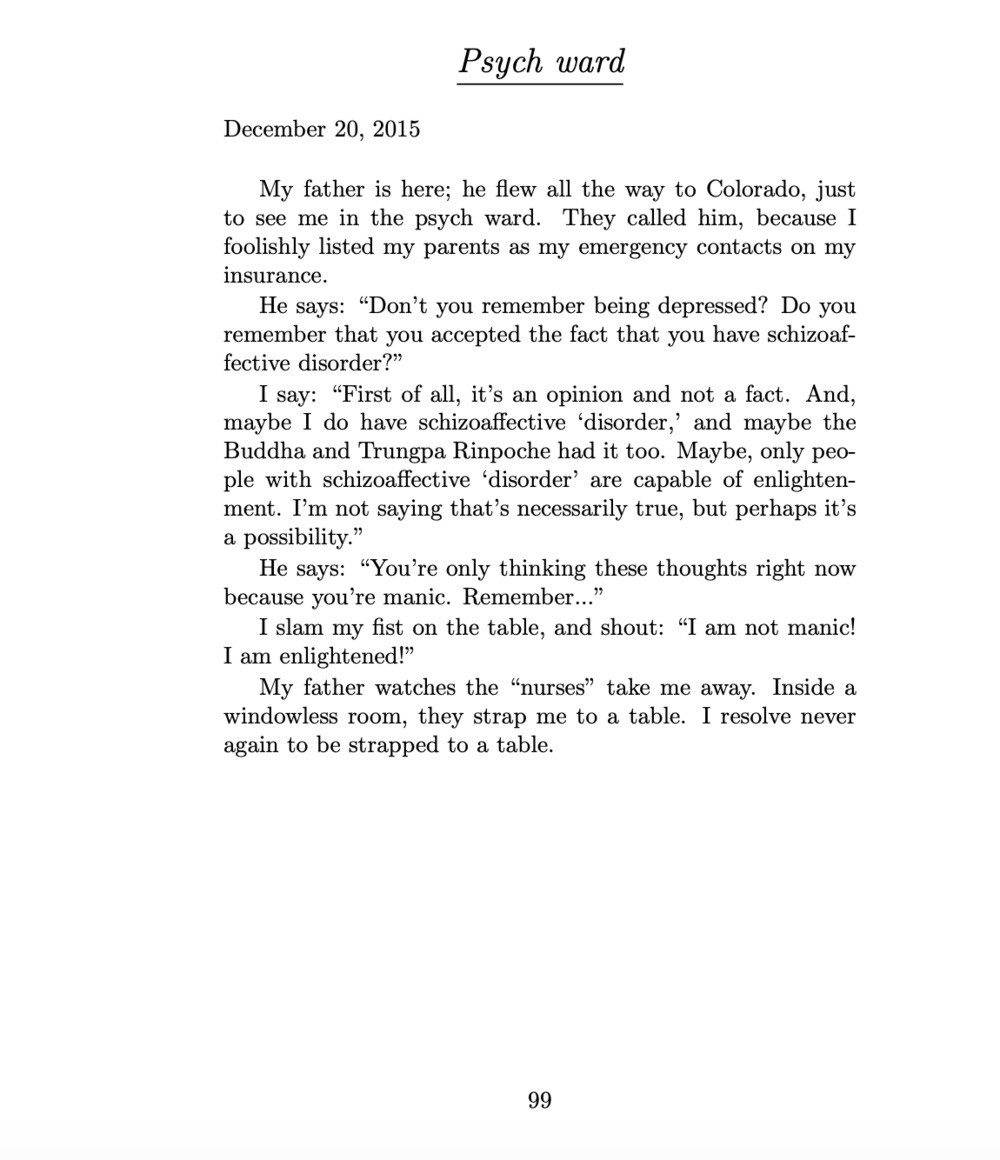 Psych ward
December 20, 2015
My father is here; he flew all the way to Colorado, just
to see me in the psych ward. They called him, because I
foolishly listed my parents as my emergency contacts on my
insurance.
He says: “Don’t you remember being depressed? Do you
remember that you accepted the fact that you have schizoaf-
fective disorder?”
I say: “First of all, it’s an opinion and not a fact. And,
maybe I do have schizoaffective ‘disorder,’ and maybe the
Buddha and Trungpa Rinpoche had it too. Maybe, only peo-
ple with schizoaffective ‘disorder’ are capable of enlighten-
ment. I’m not saying that’s necessarily true, but perhaps it’s
a possibility.”
He says: “You’re only thinking these thoughts right now
because you’re manic. Remember...”
I slam my fist on the table, and shout: “I am not manic!
I am enlightened!”
My father watches the “nurses” take me away. Inside a
windowless room, they strap me to a table. I resolve never
again to be strapped to a table.
99